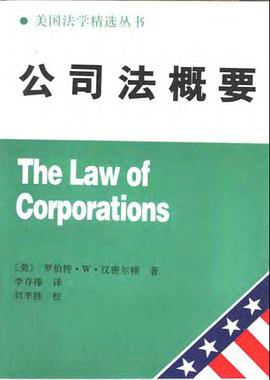 ● 美国法学精选丛书
公司法概要
The Law of
Corporations
〔美〕 罗伯特·W·汉密尔顿 著
李存捧 译
刘李胜 校